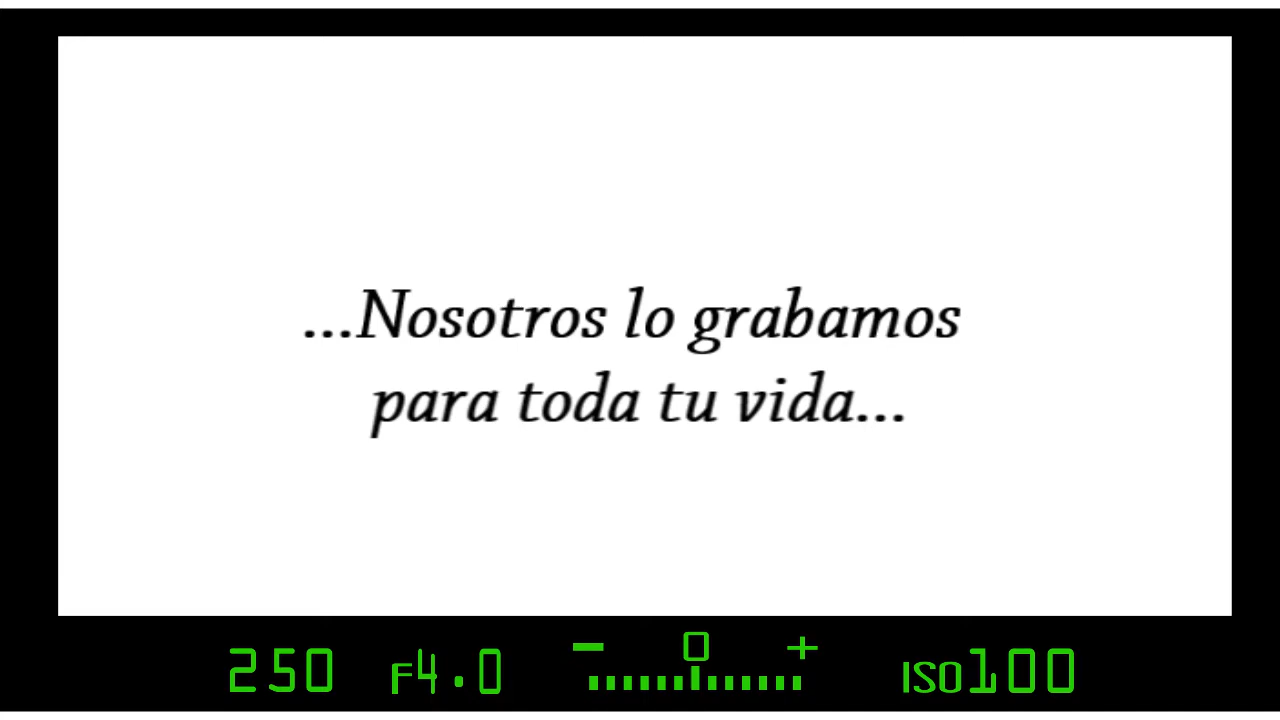 ...Nosotros lo grabamos
para toda tu vida...
250 F4.0 - 0 + ISO100